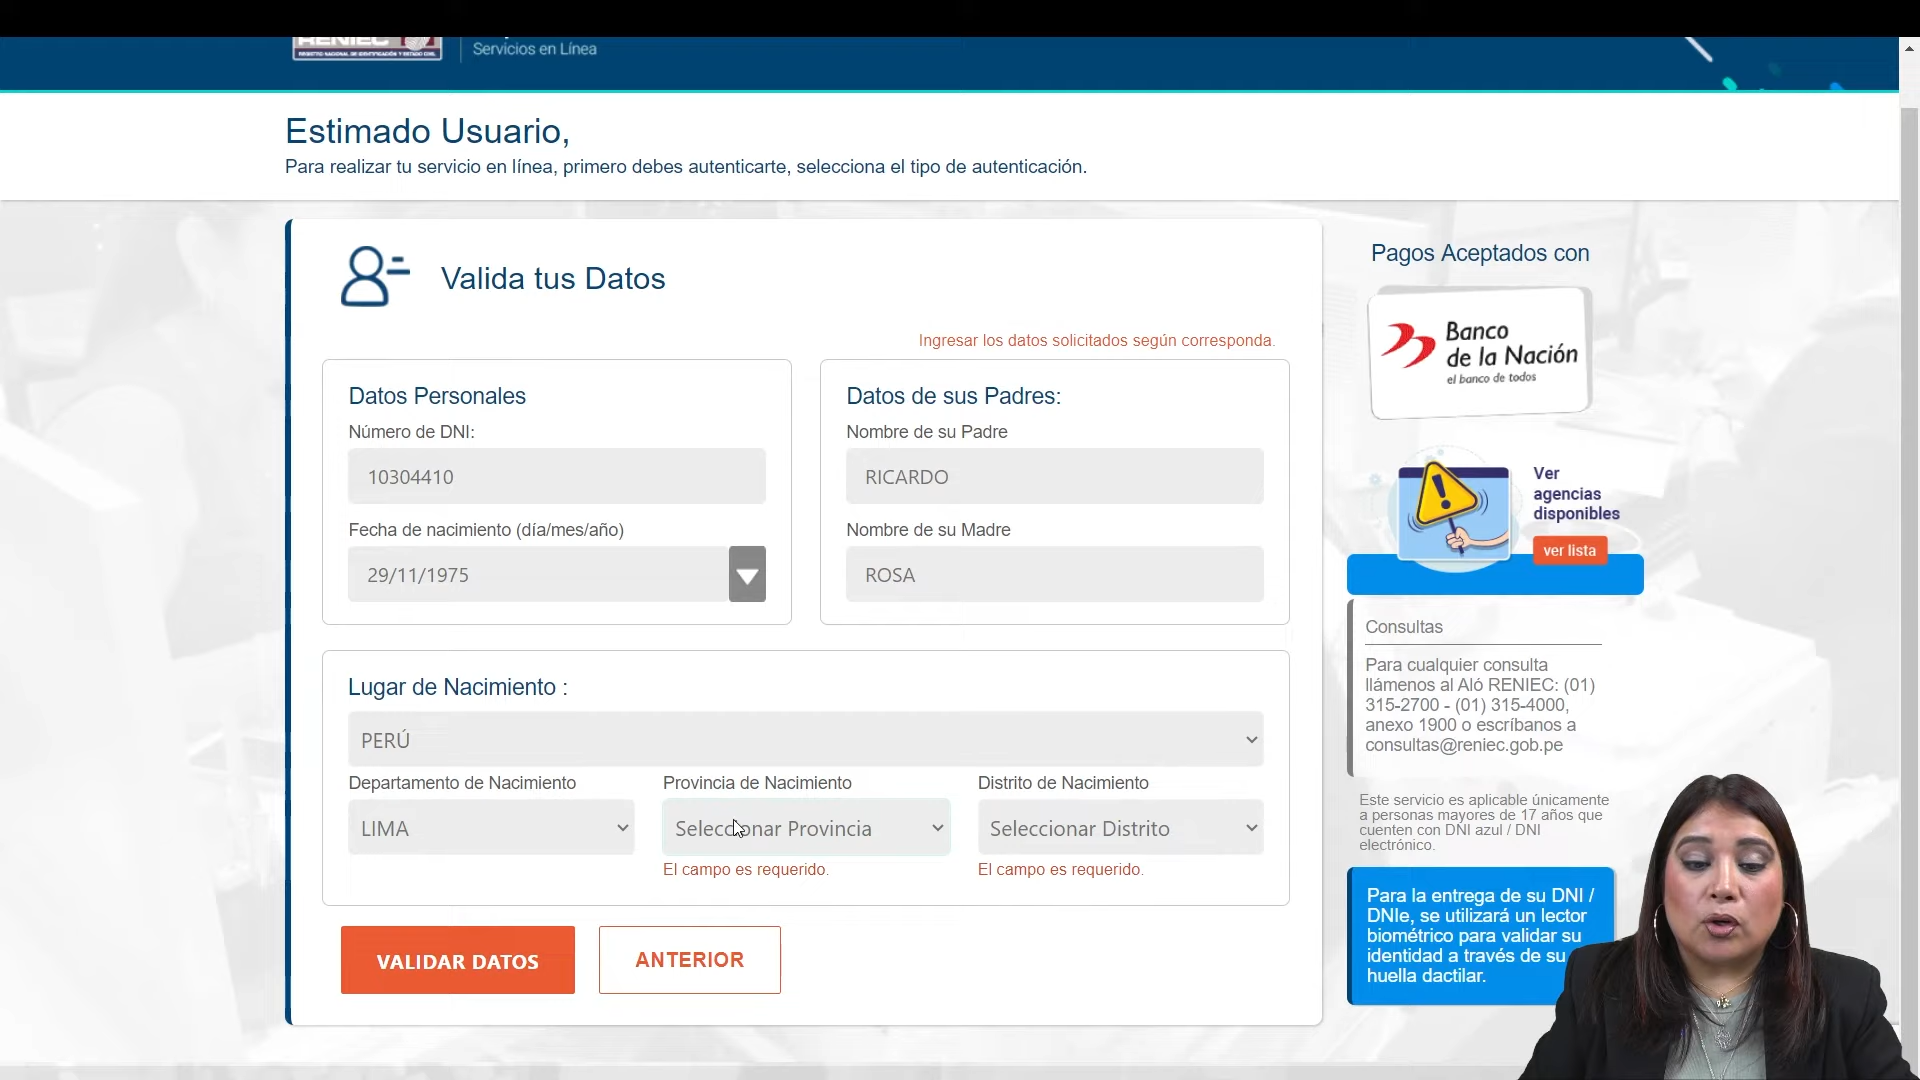 RENIEC
REGISTRO NACIONAL DE IDENTIFICACIÓN Y ESTADO CIVIL
Servicios en Línea
Estimado Usuario,
Para realizar tu servicio en línea, primero debes autenticarte, selecciona el tipo de autenticación.
Valida tus Datos
Ingresar los datos solicitados según corresponda.
Datos Personales
Número de DNI:
10304410
Fecha de nacimiento (día/mes/año)
29/11/1975
Datos de sus Padres:
Nombre de su Padre
RICARDO
Nombre de su Madre
ROSA
Lugar de Nacimiento :
PERÚ
Departamento de Nacimiento
LIMA
Provincia de Nacimiento
Seleccionar Provincia
El campo es requerido.
Distrito de Nacimiento
Seleccionar Distrito
El campo es requerido.
VALIDAR DATOS
ANTERIOR
Pagos Aceptados con
Banco
de la Nación
el banco de todos
Ver
agencias
disponibles
ver lista
Consultas
Para cualquier consulta
llámenos al Aló RENIEC: (01)
315-2700 - (01) 315-4000,
anexo 1900 o escríbanos a
consultas@reniec.gob.pe
Este servicio es aplicable únicamente
a personas mayores de 17 años que
cuenten con DNI azul / DNI
electrónico.
Para la entrega de su DNI /
DNIe, se utilizará un lector
biométrico para validar su
identidad a través de su
huella dactilar.